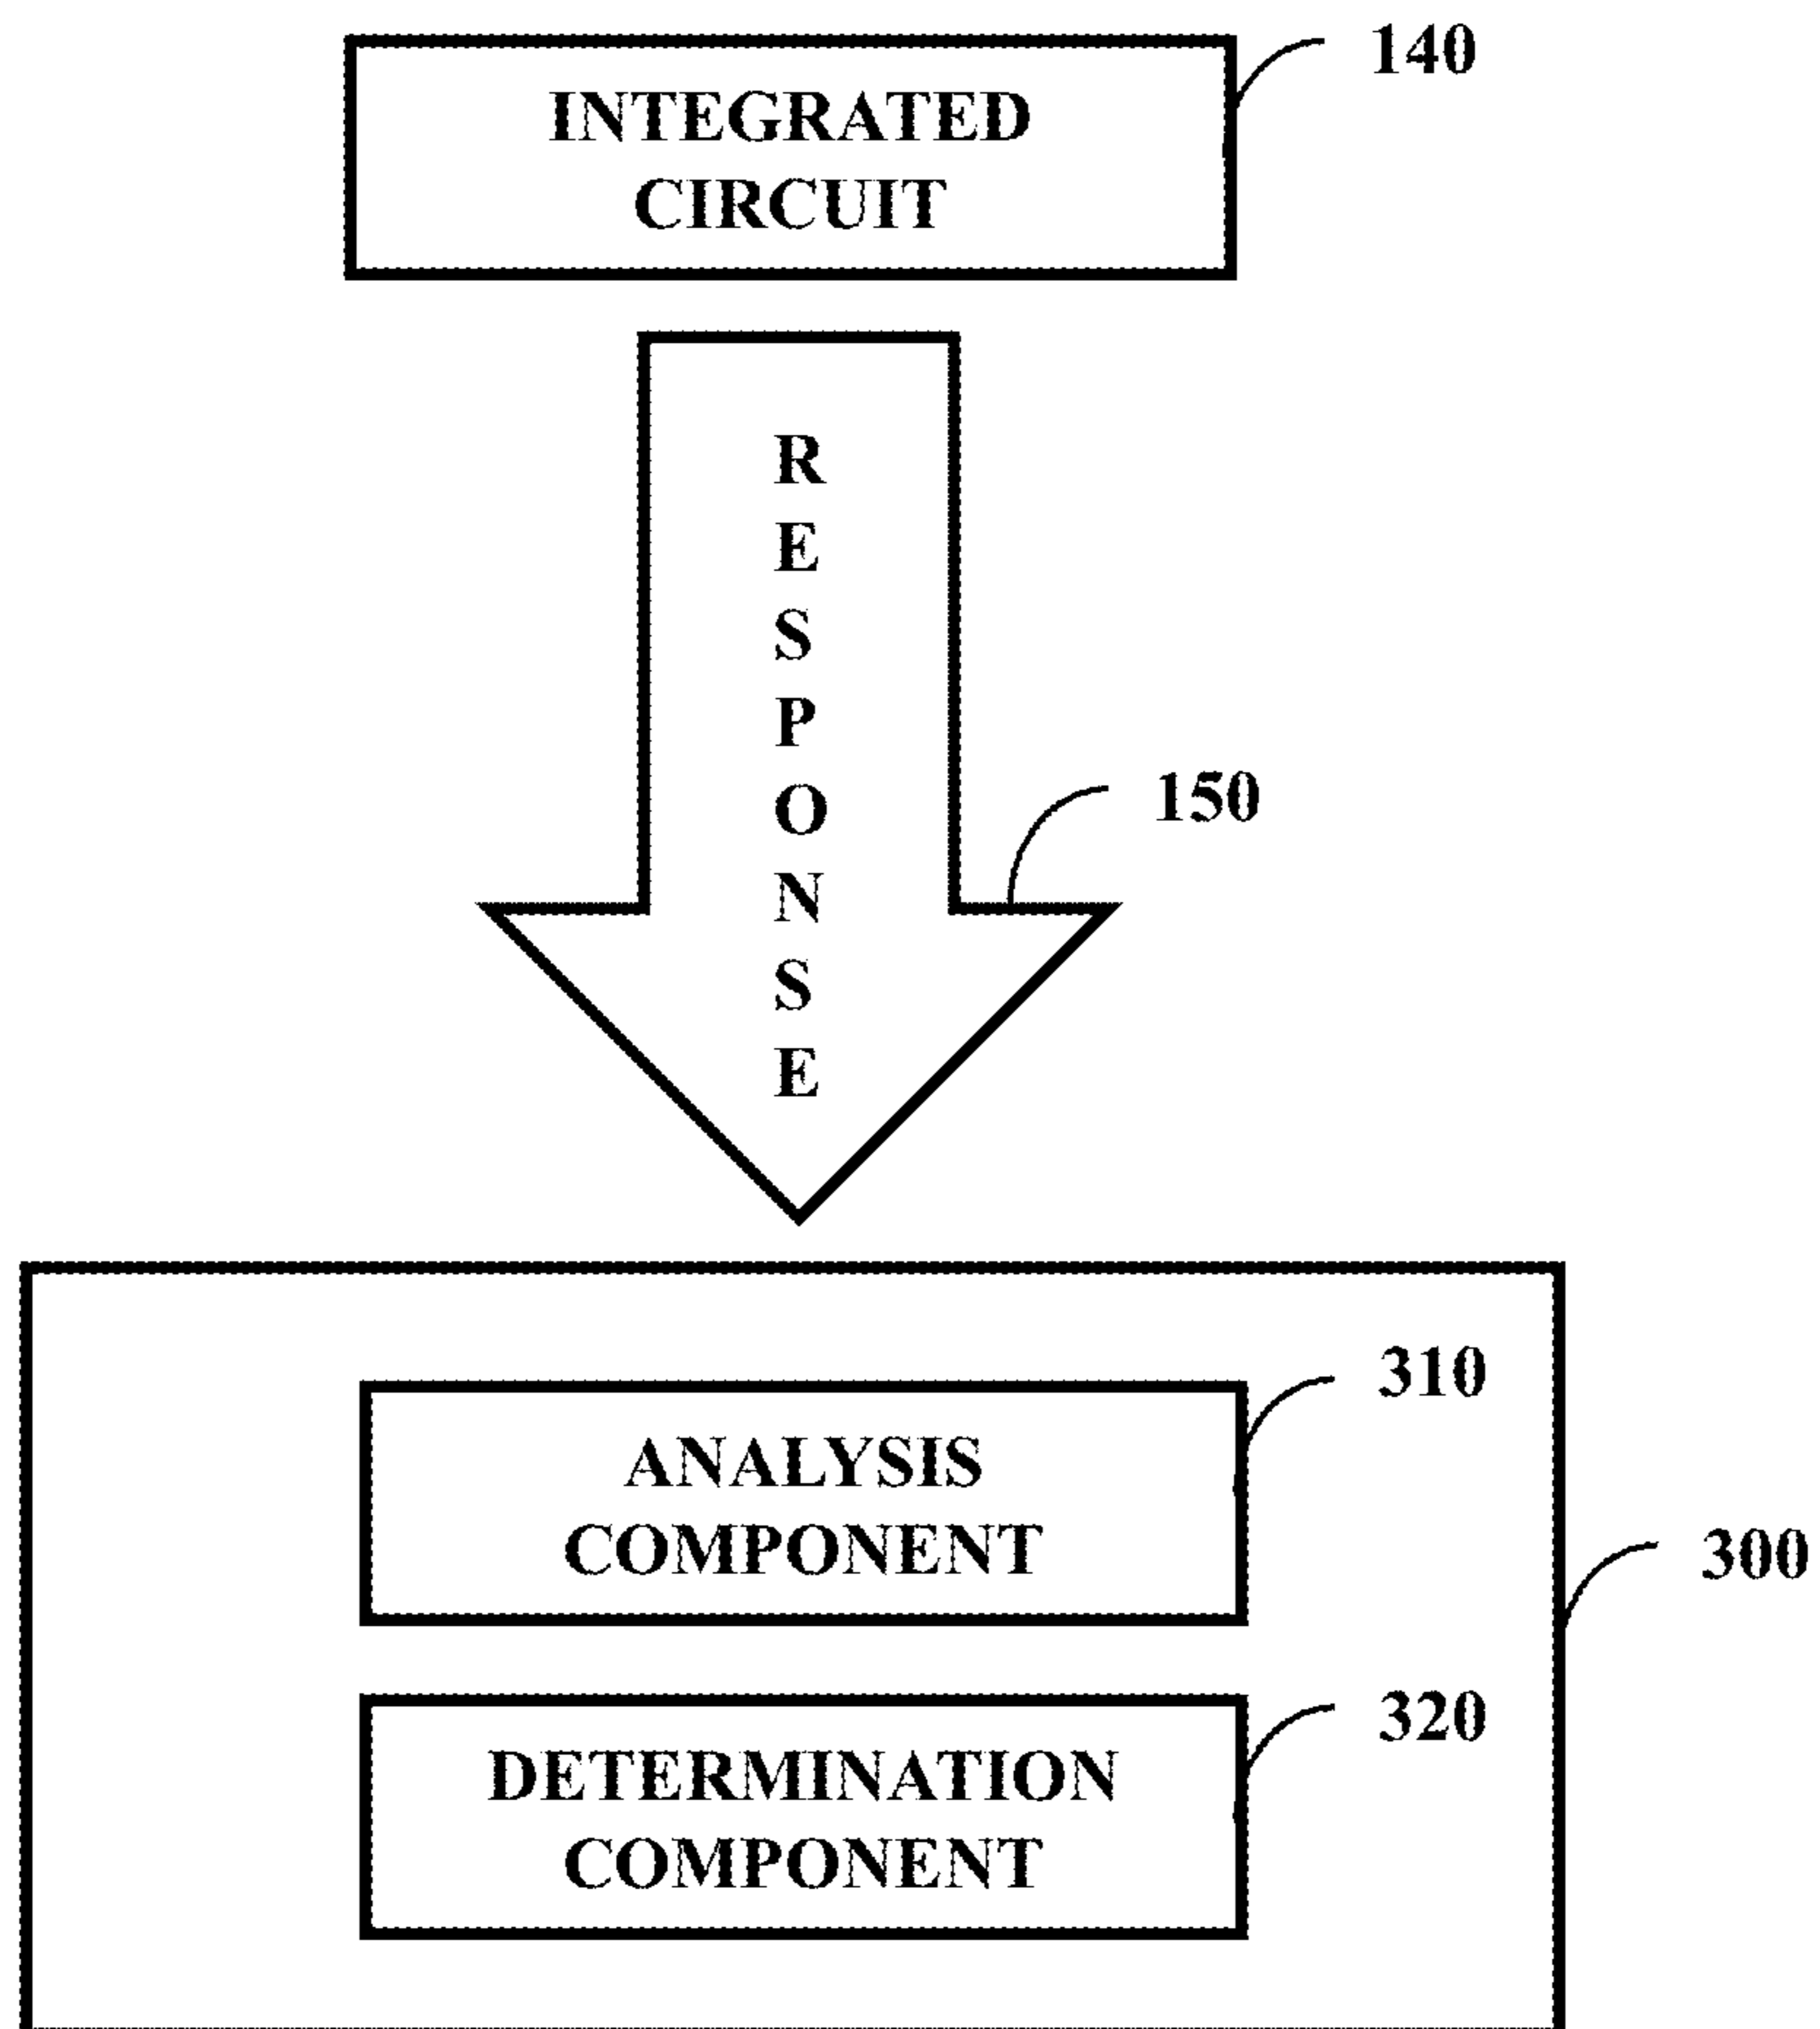 140
INTEGRATED
CIRCUIT
R
E
S
P
O
N
S
E
150
310
ANALYSIS
COMPONENT
300
320
DETERMINATION
COMPONENT